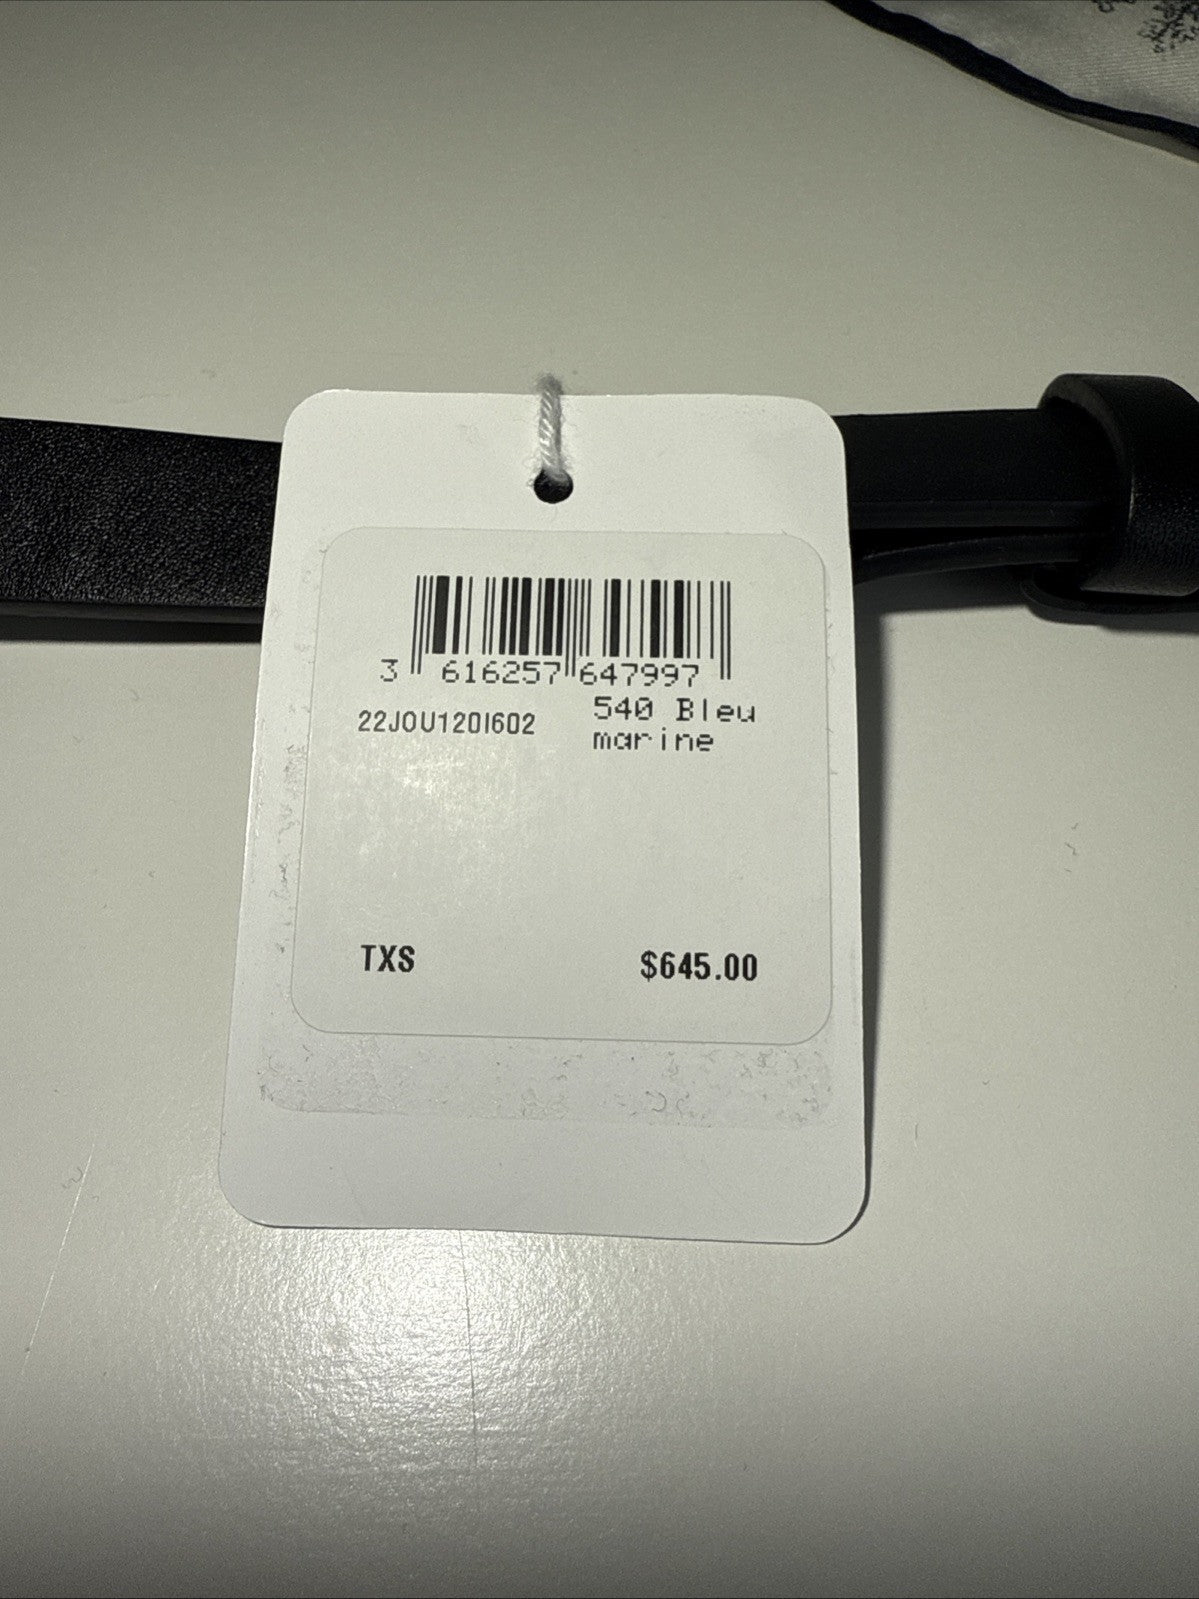 3 616257 647997
22JOU120I602
540 Bleu
marine
TXS
$645.00